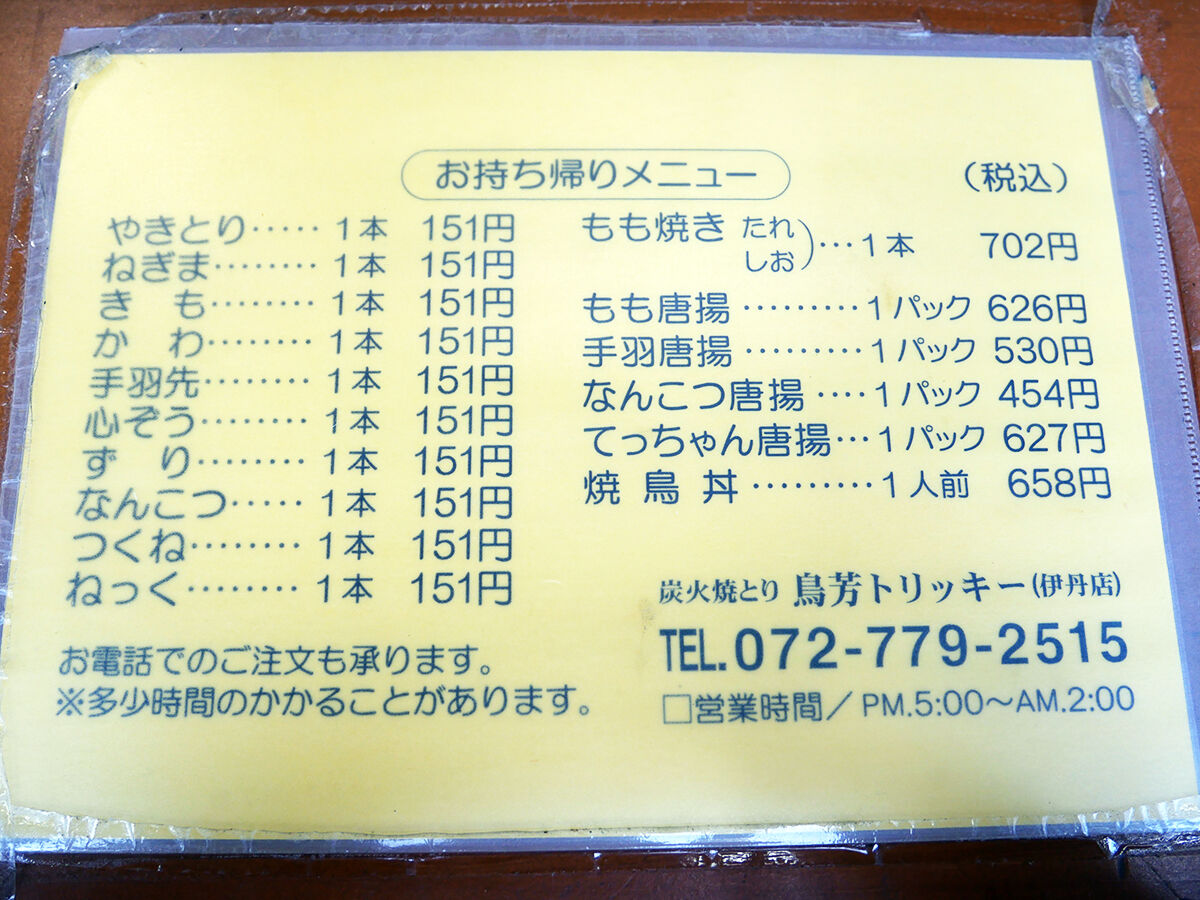 お持ち帰りメニュー
（税込）
やきとり……1本 151円
ねぎま………1本 151円
き も………1本 151円
か わ………1本 151円
手羽先………1本 151円
心ぞう………1本 151円
ず り………1本 151円
なんこつ……1本 151円
つくね………1本 151円
ねっく………1本 151円
お電話でのご注文も承ります。
※多少時間のかかることがあります。
もも焼き たれ
しお）…1本 702円
もも唐揚………1パック 626円
手羽唐揚………1パック 530円
なんこつ唐揚‥‥1パック 454円
てっちゃん唐揚…1パック 627円
焼 鳥 丼………1人前 658円
炭火焼とり 鳥芳トリッキー(伊丹店)
TEL.072-779-2515
□営業時間／PM.5:00～AM.2:00